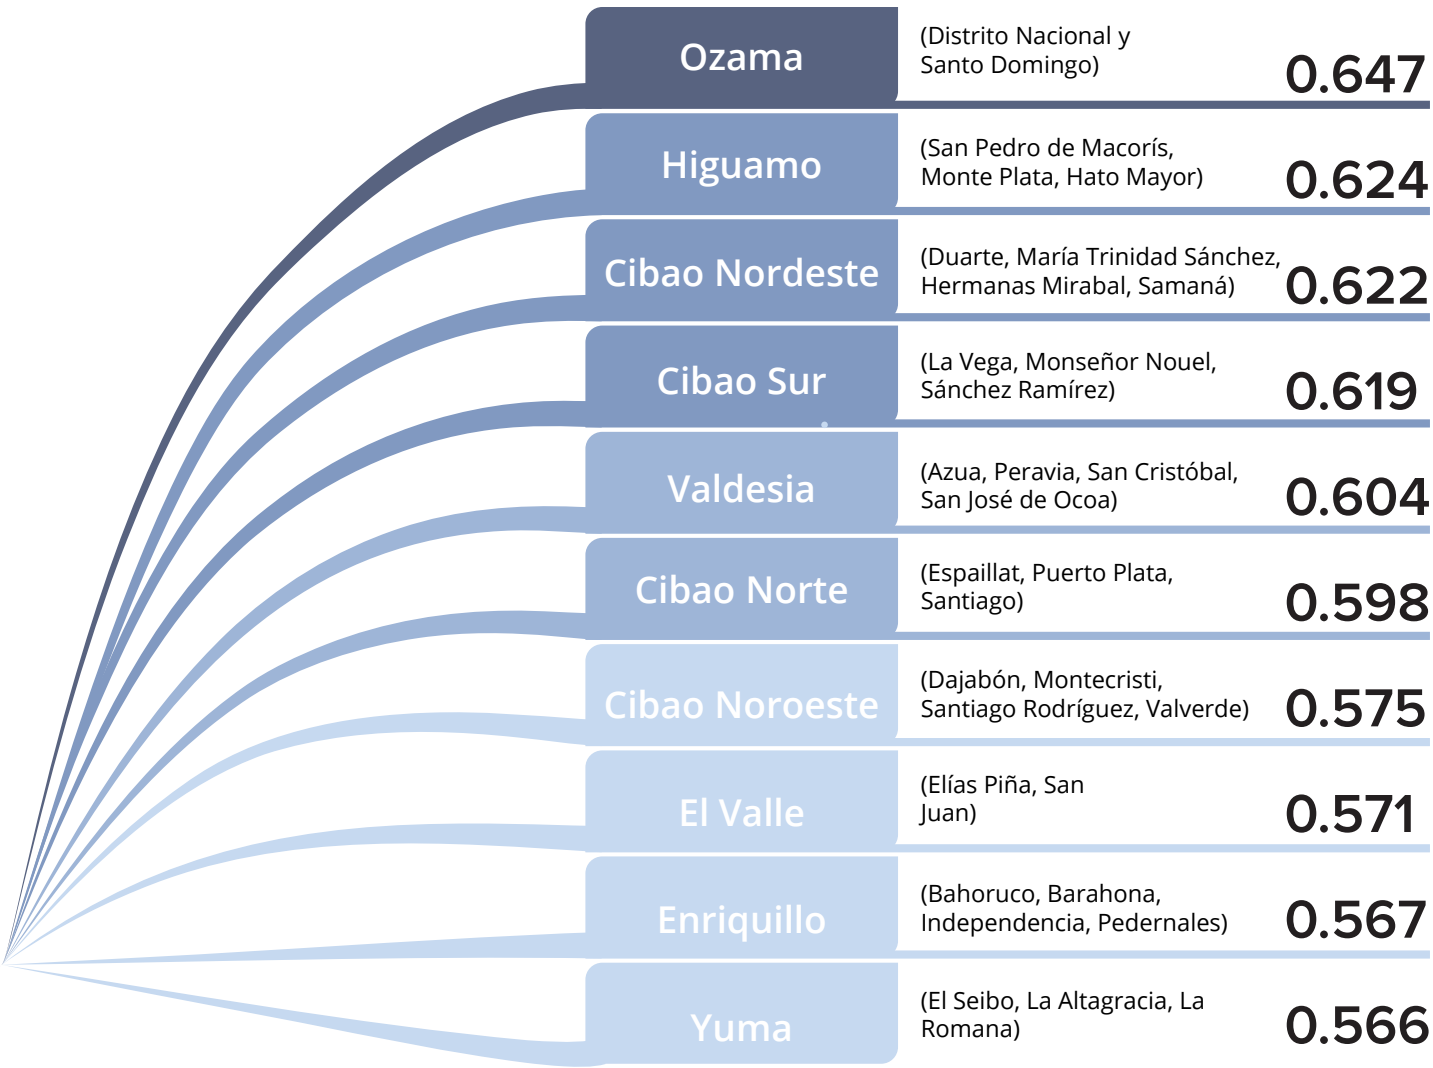 Ozama
(Distrito Nacional y
Santo Domingo)
0.647
Higuamo
(San Pedro de Macorís,
Monte Plata, Hato Mayor)
0.624
Cibao Nordeste
(Duarte, María Trinidad Sánchez,
Hermanas Mirabal, Samaná)
0.622
Cibao Sur
(La Vega, Monseñor Nouel,
Sánchez Ramírez)
0.619
Valdesia
(Azua, Peravia, San Cristóbal,
San José de Ocoa)
0.604
Cibao Norte
(Espaillat, Puerto Plata,
Santiago)
0.598
Cibao Noroeste
(Dajabón, Montecristi,
Santiago Rodríguez, Valverde)
0.575
El Valle
(Elías Piña, San
Juan)
0.571
Enriquillo
(Bahoruco, Barahona,
Independencia, Pedernales)
0.567
Yuma
(El Seibo, La Altagracia, La
Romana)
0.566